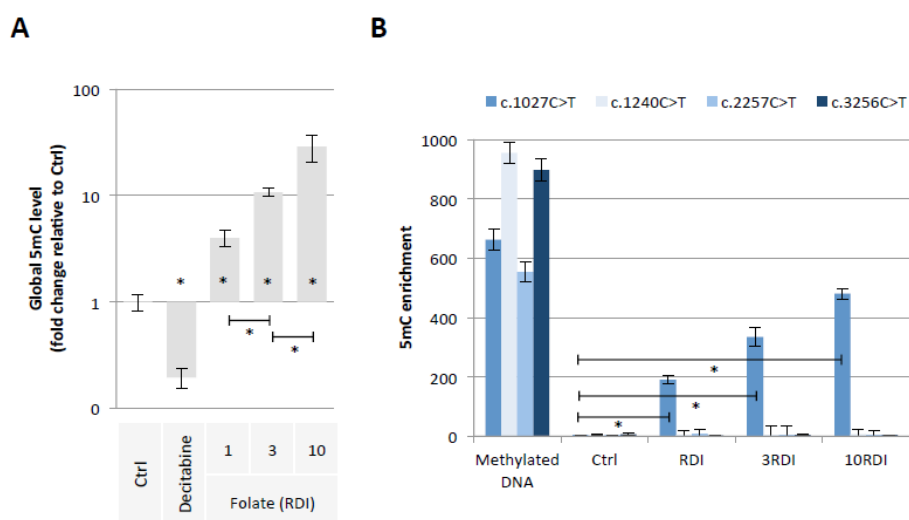 A
Global 5mC level
(fold change relative to Ctrl)
100
10
1
0
*
*
*
*
*
*
Ctrl
Decitabine
1
3
10
Folate (RDI)
B
c.1027C>T
c.1240C>T
c.2257C>T
c.3256C>T
5mC enrichment
1000
800
600
400
200
0
*
*
*
Methylated
DNA
Ctrl
RDI
3RDI
10RDI